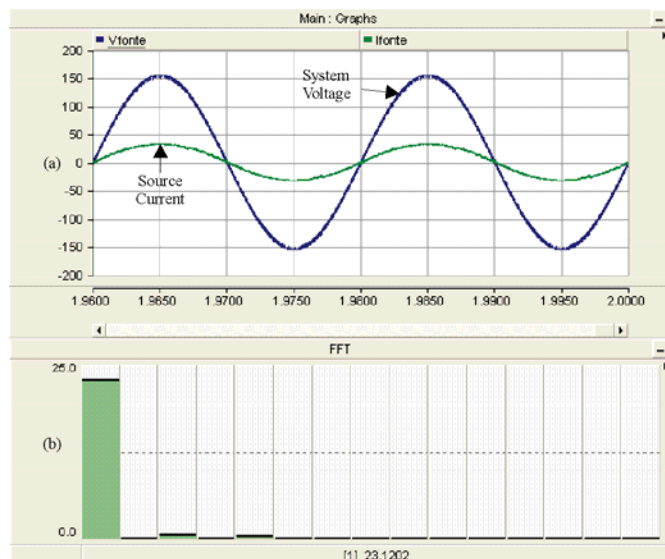 Main : Graphs
Vfonte
Ifonte
200
150
100
50
0
-50
-100
-150
-200
(a)
System
Voltage
Source
Current
1.9600 1.9650 1.9700 1.9750 1.9800 1.9850 1.9900 1.9950 2.0000
FFT
25.0
(b)
0.0
[1] 23.1202